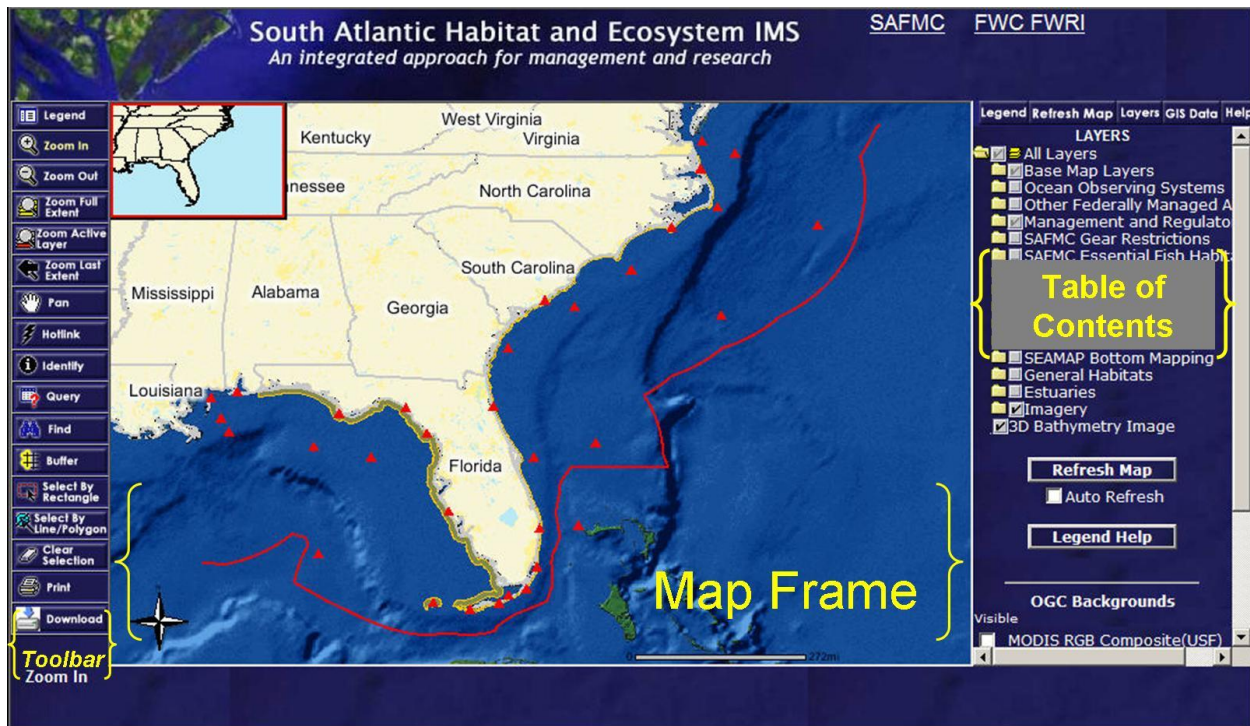 South Atlantic Habitat and Ecosystem IMS
An integrated approach for management and research
SAFMC
FWC FWRI
Legend
Zoom In
Zoom Out
Zoom Full
Extent
Zoom Active
Layer
Zoom Last
Extent
Pan
Hotlink
Identify
Query
Find
Buffer
Select By
Rectangle
Select By
Line/Polygon
Clear
Selection
Print
Download
Toolbar
Zoom In
West Virginia
Kentucky
Virginia
nnessee
North Carolina
South Carolina
Mississippi
Alabama
Georgia
Louisiana
Florida
Map Frame
0
272mi
Legend Refresh Map Layers GIS Data Help
LAYERS
All Layers
Base Map Layers
Ocean Observing Systems
Other Federally Managed A
Management and Regulato
SAFMC Gear Restrictions
SAFMC Essential Fish Habita
Table of
Contents
SEAMAP Bottom Mapping
General Habitats
Estuaries
Imagery
3D Bathymetry Image
Refresh Map
Auto Refresh
Legend Help
OGC Backgrounds
Visible
MODIS RGB Composite(USF)